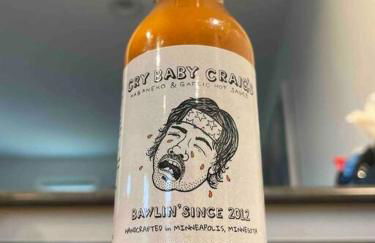 CRY BABY CRAIG'S
HABANERO & GARLIC HOT SAUCE
BAWLIN' SINCE 2012
HANDCRAFTED in MINNEAPOLIS, MINNESOTA